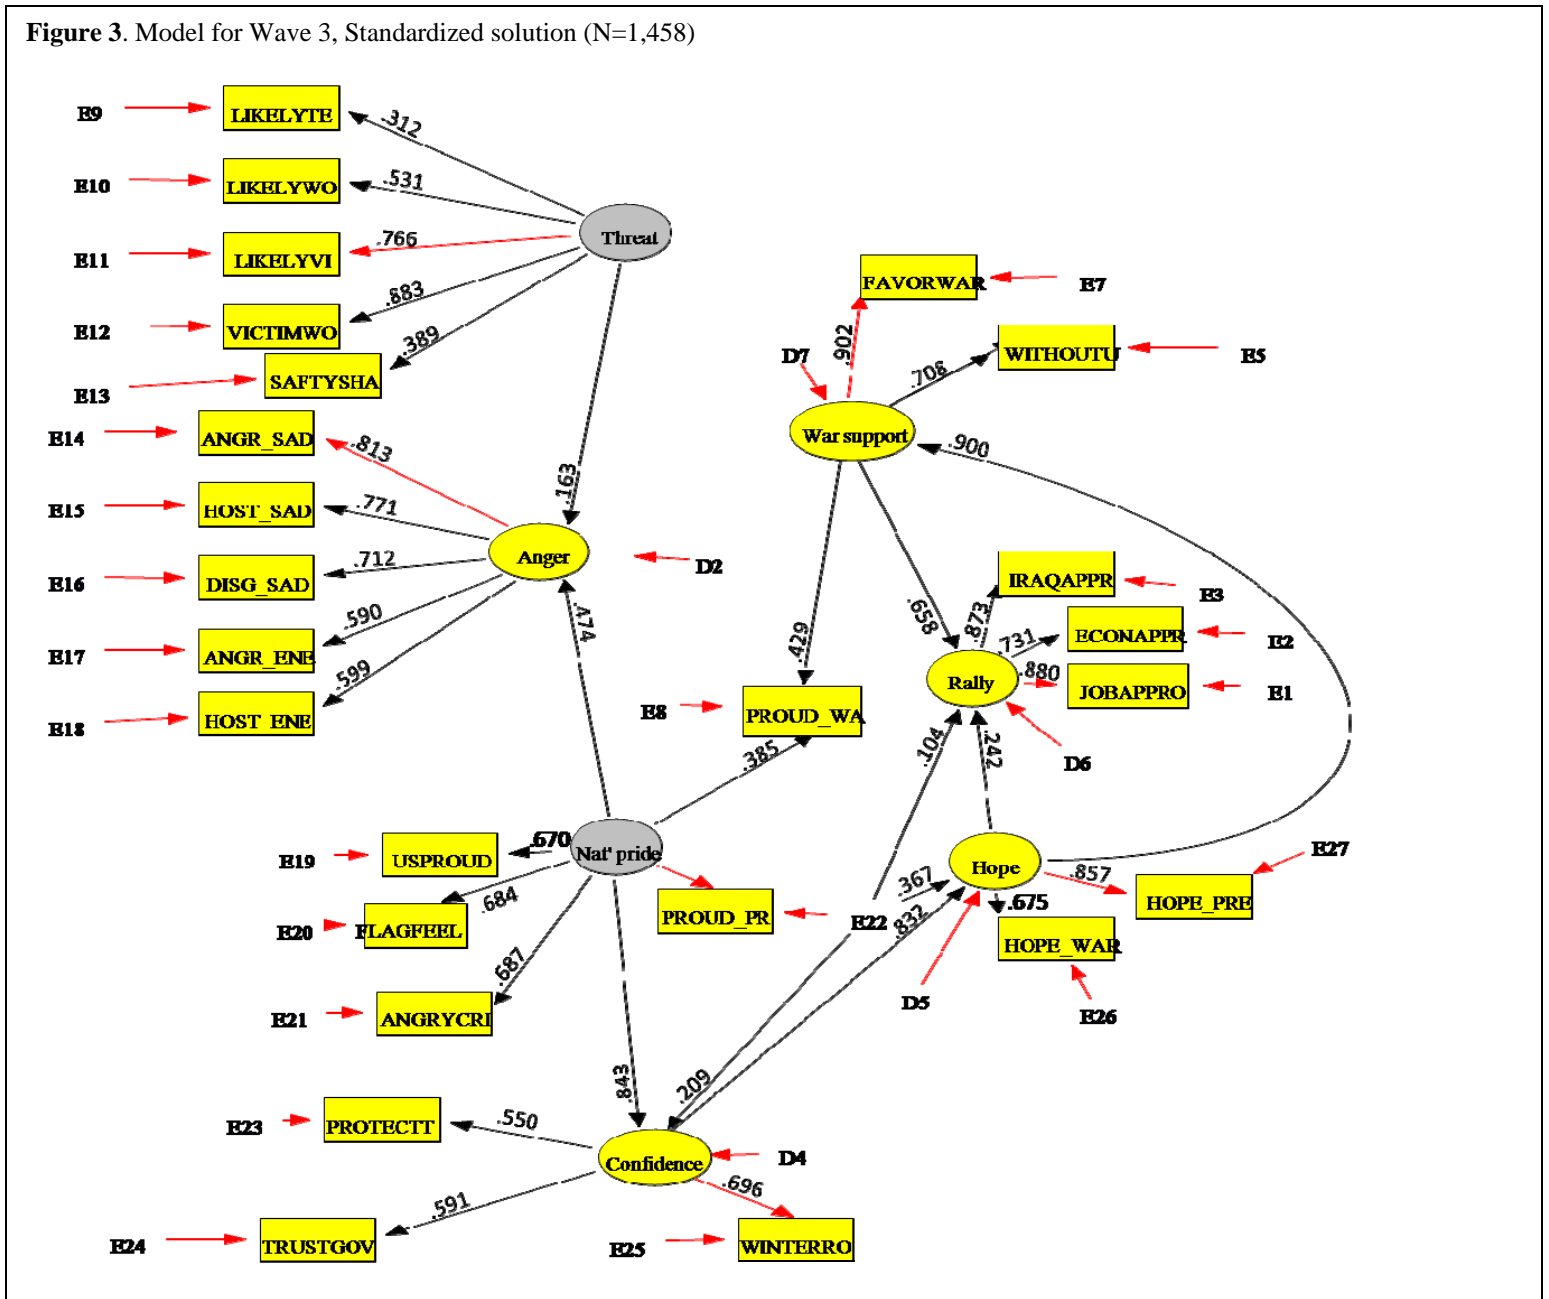 Figure 3. Model for Wave 3, Standardized solution (N=1,458)
E9
LIKELYTE
.312
E10
LIKELYWO
.531
E11
LIKELYVI
.766
Threat
E12
VICTIMWO
.883
E13
SAFTYSHA
.389
E14
ANGR_SAD
.813
E15
HOST_SAD
.771
E16
DISG_SAD
.712
E17
ANGR_ENE
.590
E18
HOST_ENE
.599
.163
Anger
D2
.474
FAVORWAR
E7
.902
D7
WITHOUTU
E5
.708
War support
.900
.658
.429
IRAQAPPR
E3
.873
ECONAPPR
E2
.731
Rally
.880
JOBAPPRO
E1
D6
E8
PROUD_WA
.385
.104
.242
E19
USPROUD
.670
Nat' pride
E20
FLAGFEEL
.684
PROUD_PR
E22
.367
.832
Hope
.857
E27
HOPE_PRE
.675
HOPE_WAR
D5
E26
E21
ANGRYCRI
.687
.843
.209
E23
PROTECTT
.550
Confidence
D4
.696
E24
TRUSTGOV
.591
E25
WINTERRO